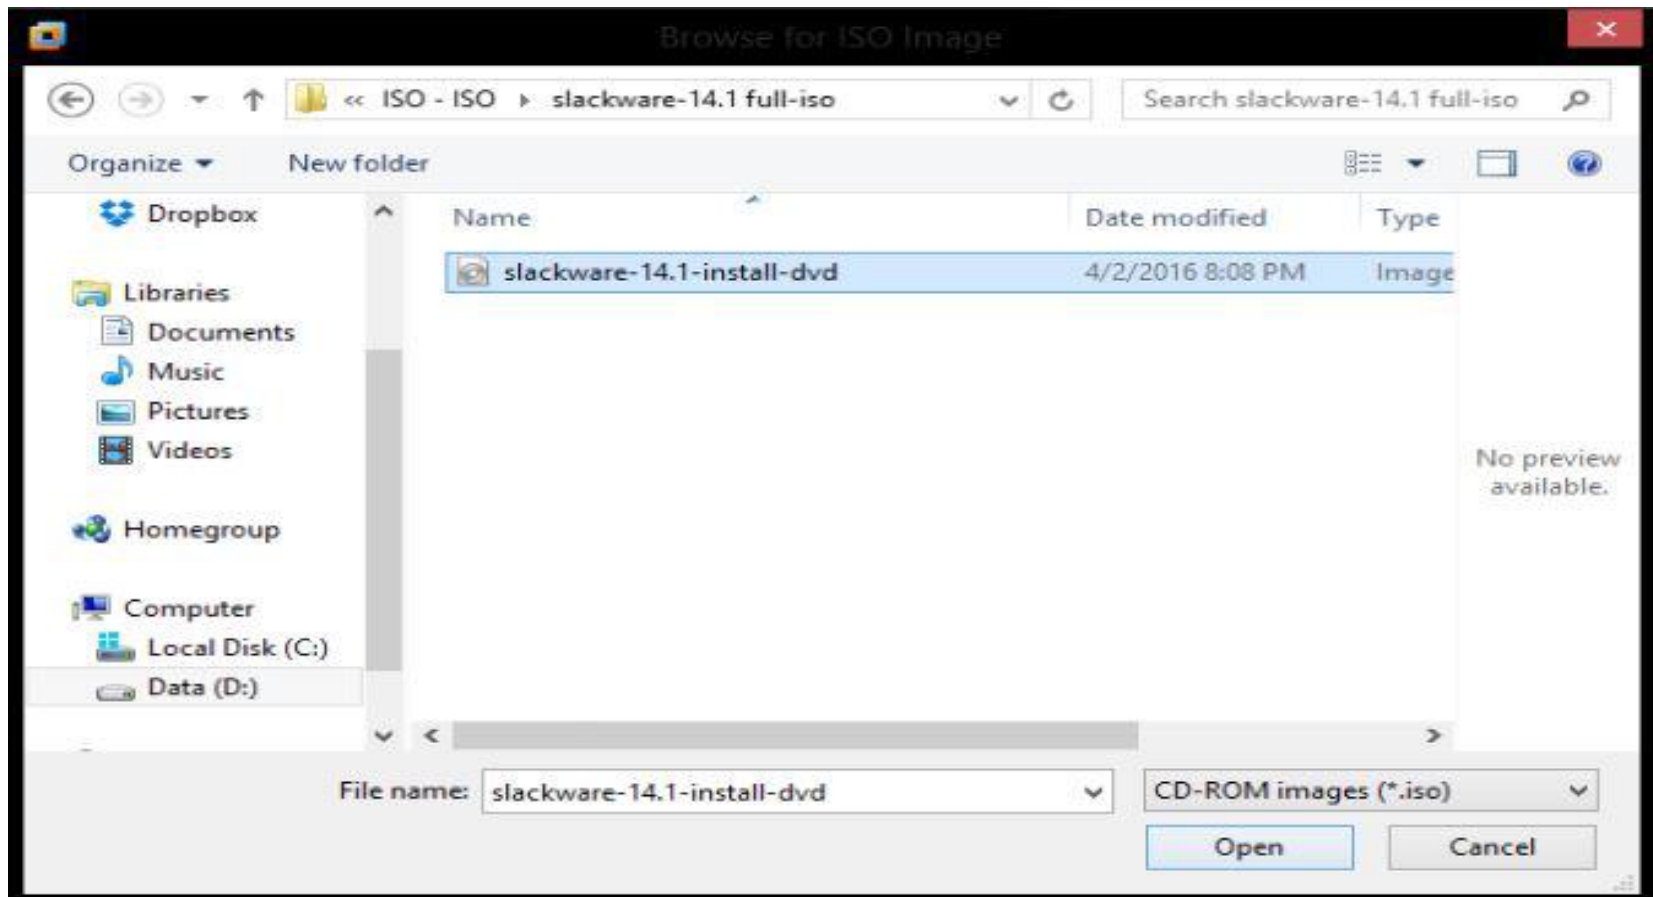 Browse for ISO Image
« ISO - ISO slackware-14.1 full-iso
Search slackware-14.1 full-iso
Organize New folder
Dropbox
Libraries
Documents
Music
Pictures
Videos
Homegroup
Computer
Local Disk (C:)
Data (D:)
Name Date modified Type
slackware-14.1-install-dvd 4/2/2016 8:08 PM Image
No preview
available.
File name: slackware-14.1-install-dvd CD-ROM images (*.iso)
Open Cancel